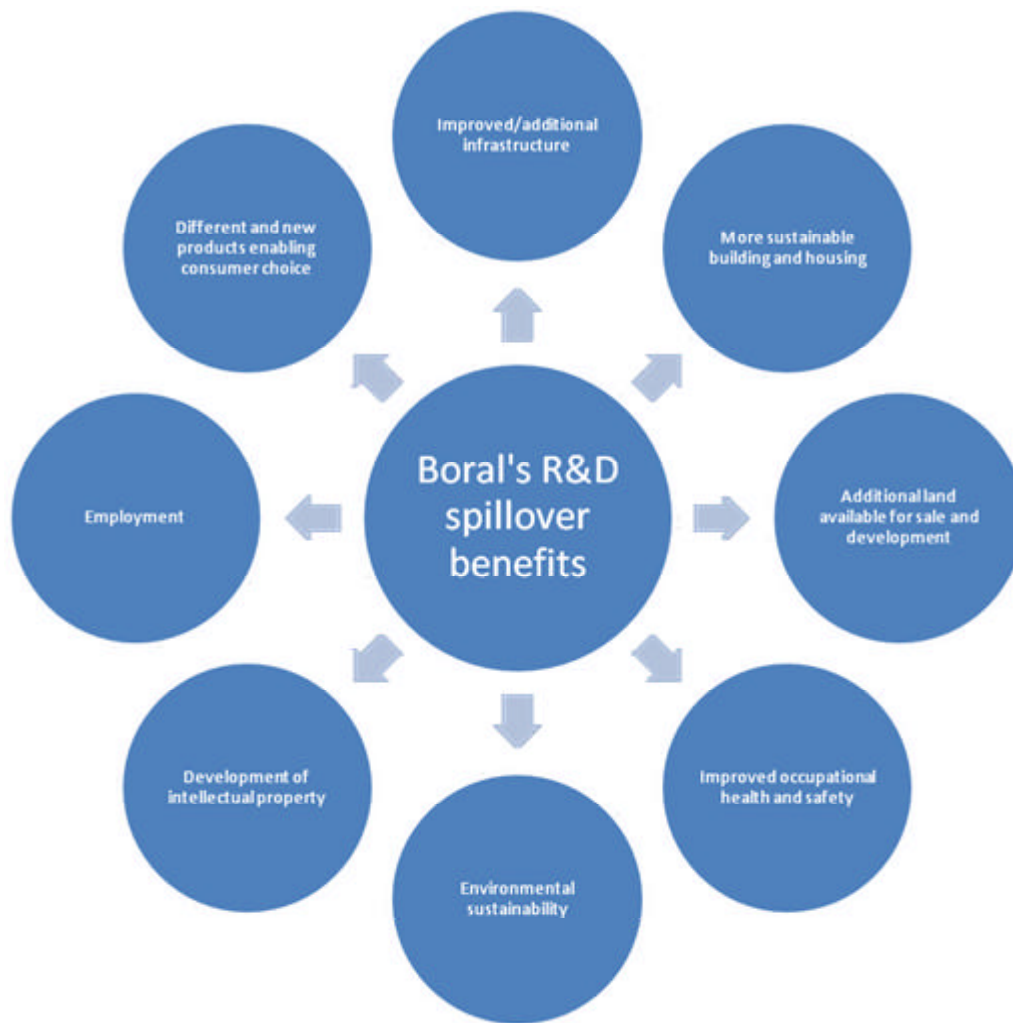 Improved/additional
infrastructure
More sustainable
building and housing
Additional land
available for sale and
development
Improved occupational
health and safety
Environmental
sustainability
Development of
intellectual property
Employment
Different and new
products enabling
consumer choice
Boral's R&D
spillover
benefits